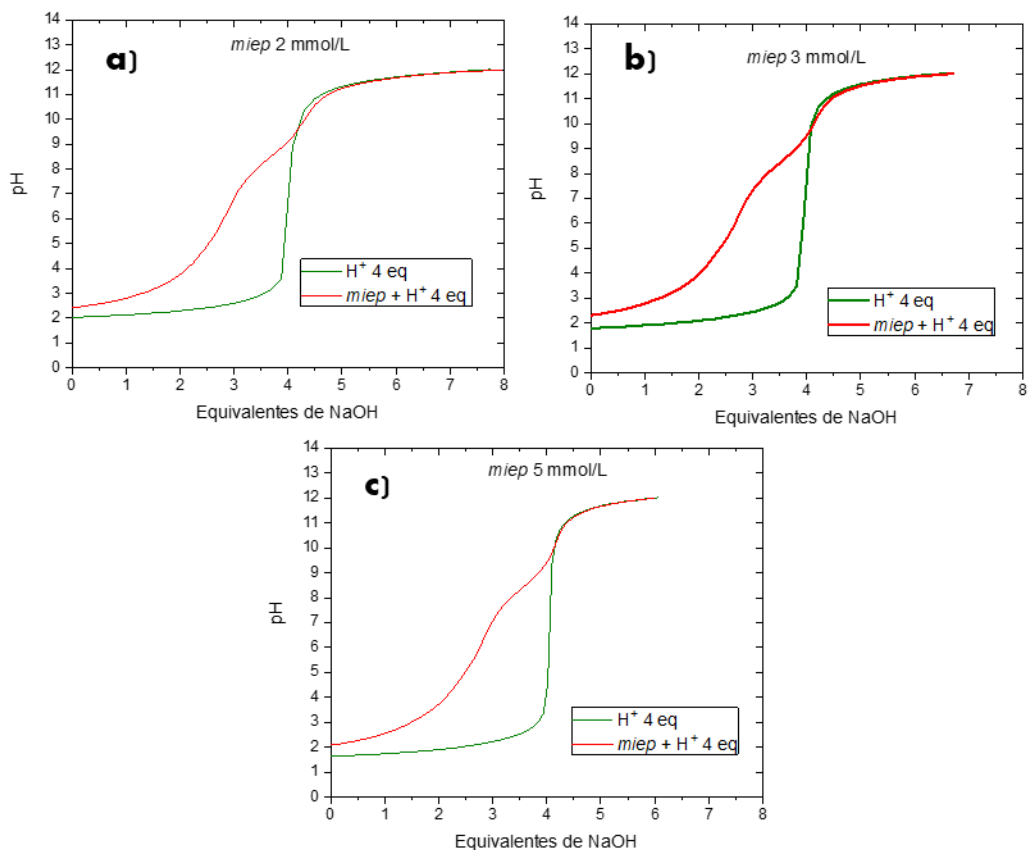 a)
miep 2 mmol/L
14
13
12
11
10
9
8
7
6
5
4
3
2
1
0
pH
H⁺ 4 eq
miep + H⁺ 4 eq
0 1 2 3 4 5 6 7 8
Equivalentes de NaOH
b)
miep 3 mmol/L
14
13
12
11
10
9
8
7
6
5
4
3
2
1
0
pH
H⁺ 4 eq
miep + H⁺ 4 eq
0 1 2 3 4 5 6 7 8
Equivalentes de NaOH
c)
miep 5 mmol/L
14
13
12
11
10
9
8
7
6
5
4
3
2
1
0
pH
H⁺ 4 eq
miep + H⁺ 4 eq
0 1 2 3 4 5 6 7 8
Equivalentes de NaOH